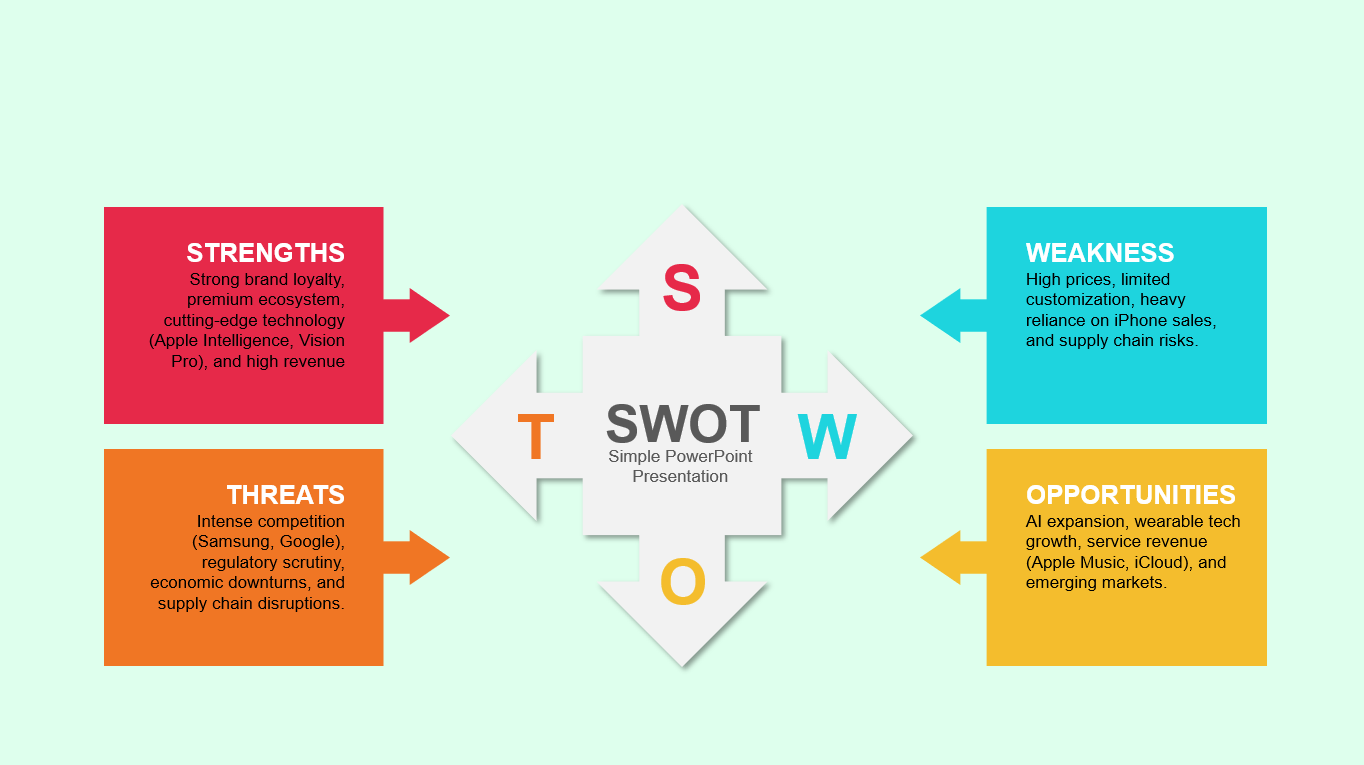 STRENGTHS
Strong brand loyalty,
premium ecosystem,
cutting-edge technology
(Apple Intelligence, Vision
Pro), and high revenue
THREATS
Intense competition
(Samsung, Google),
regulatory scrutiny,
economic downturns, and
supply chain disruptions.
S
T
SWOT
Simple PowerPoint
Presentation
W
O
WEAKNESS
High prices, limited
customization, heavy
reliance on iPhone sales,
and supply chain risks.
OPPORTUNITIES
AI expansion, wearable tech
growth, service revenue
(Apple Music, iCloud), and
emerging markets.